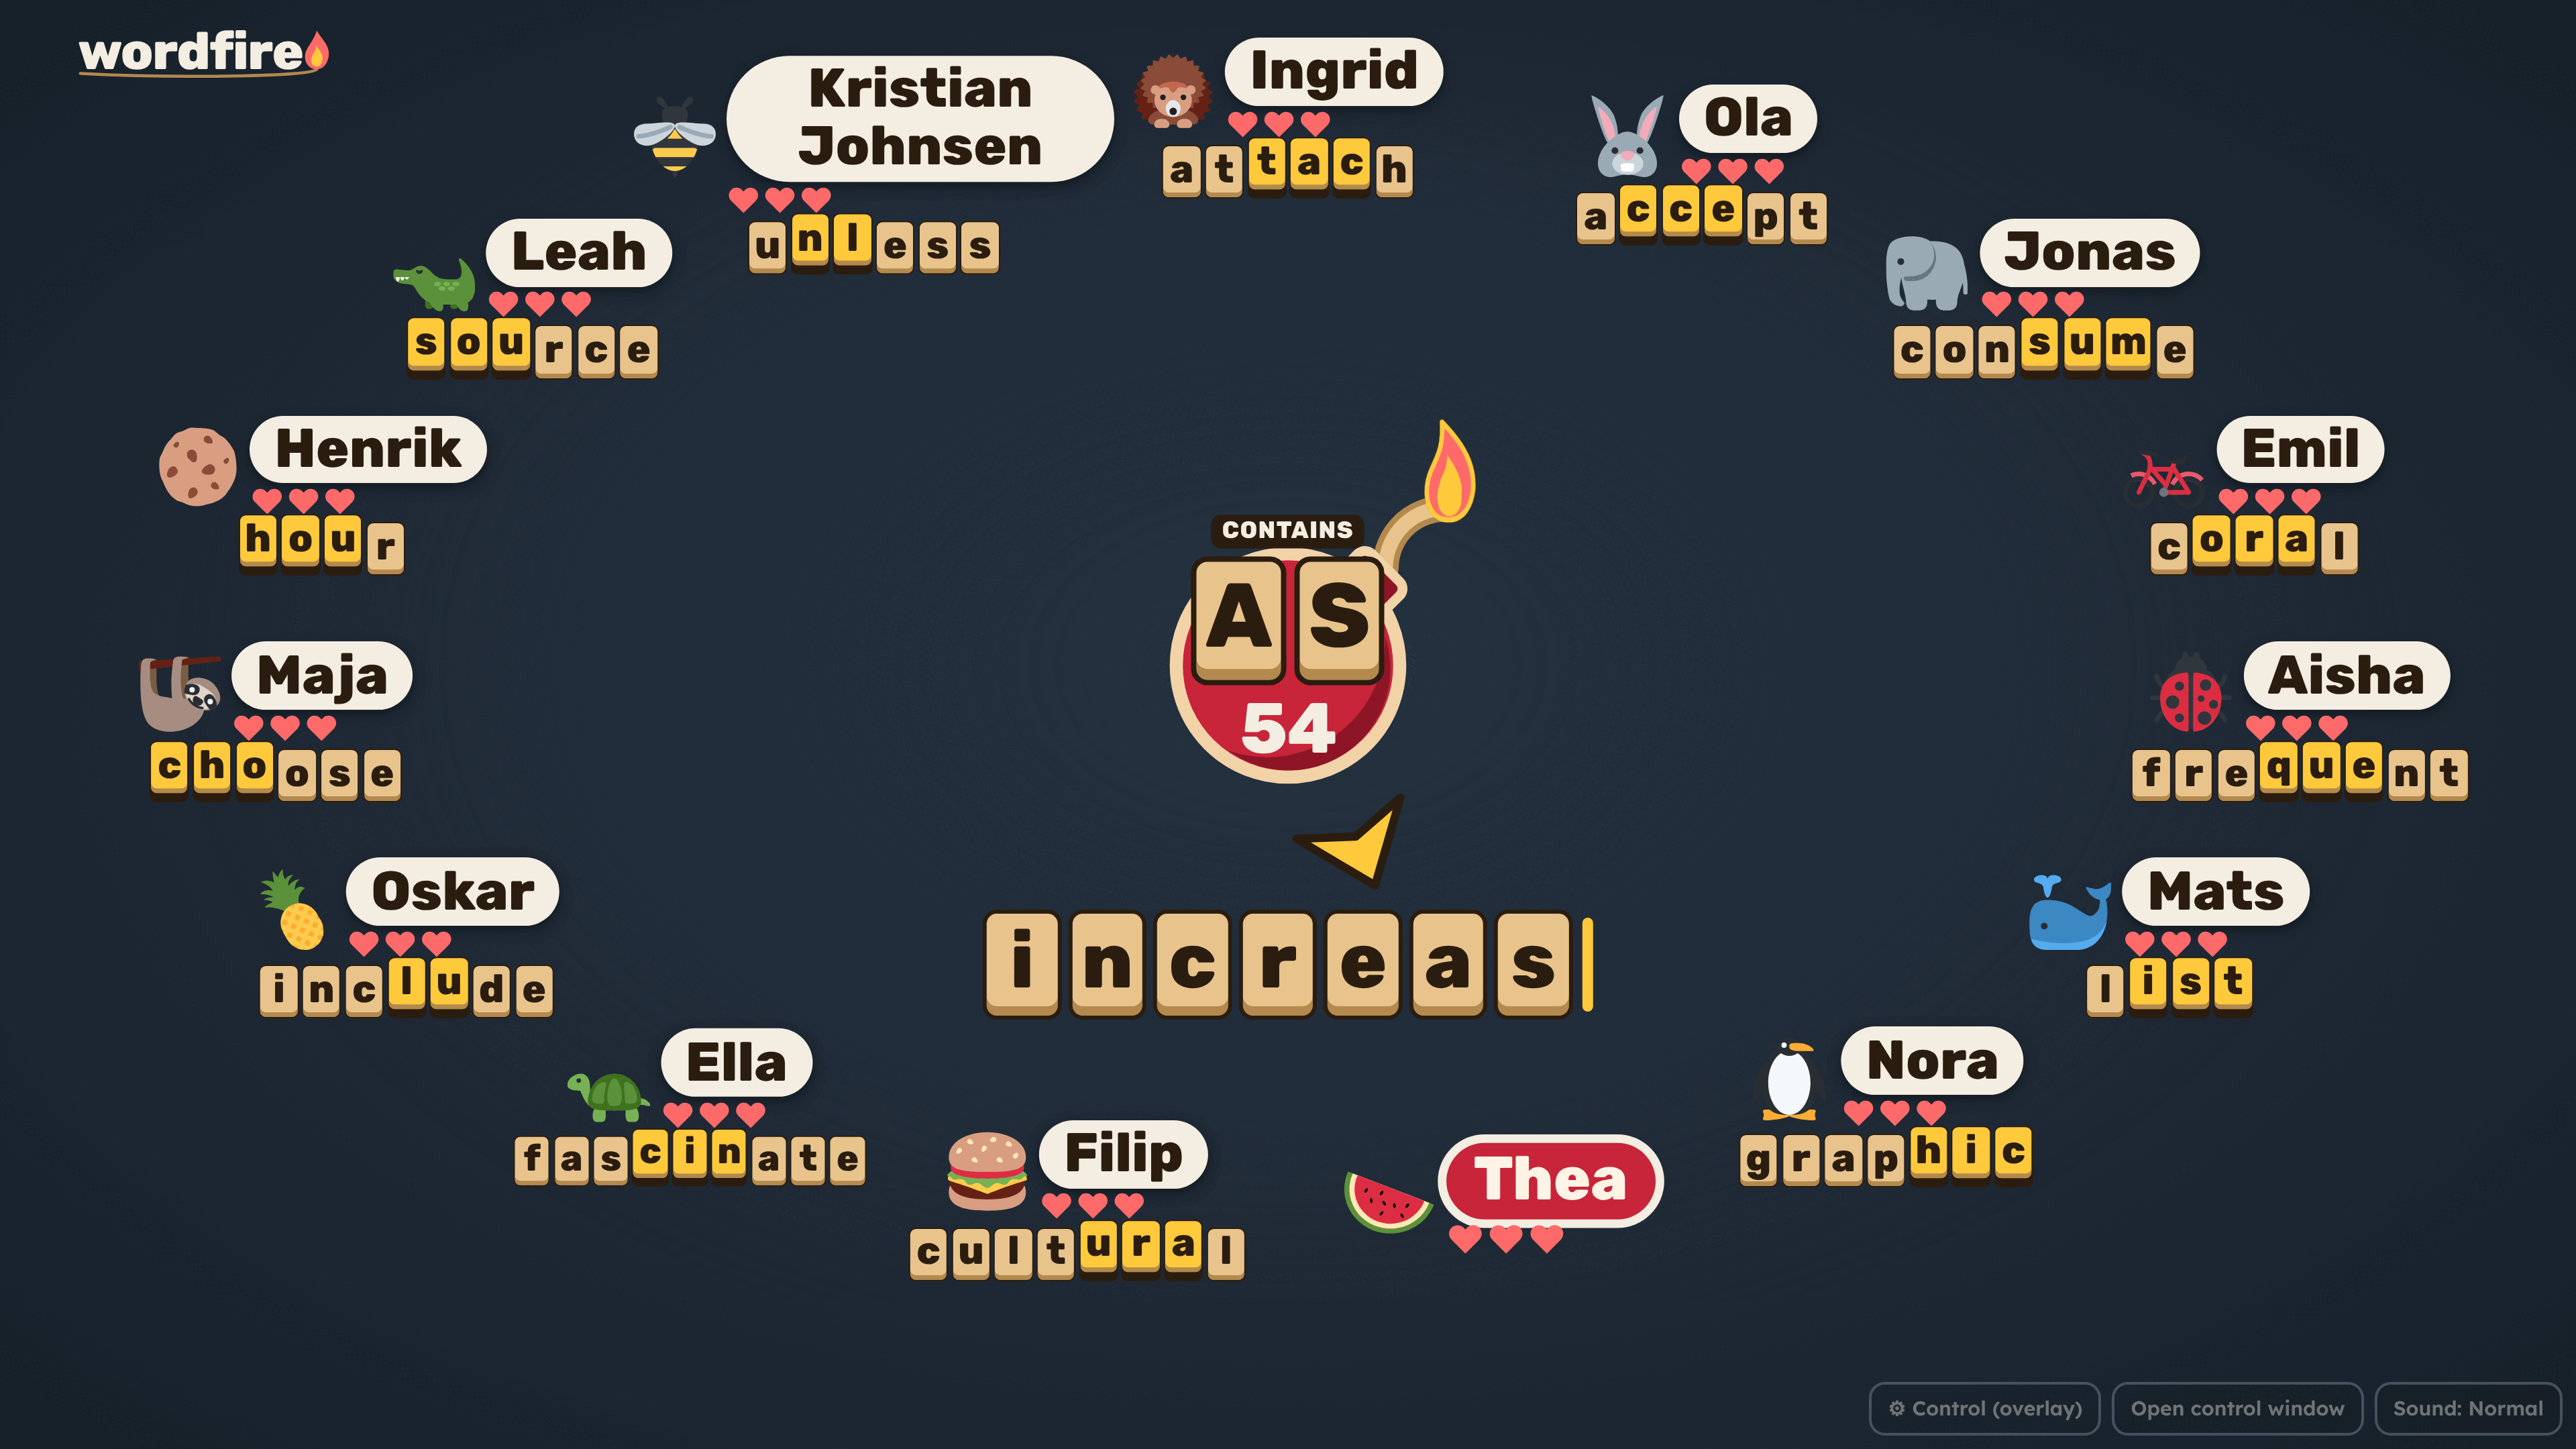 wordfire
Kristian
Johnsen
unless
Ingrid
attach
Ola
accept
Leah
source
Jonas
consume
Henrik
hour
Emil
coral
CONTAINS
AS
54
Maja
choose
Aisha
frequent
Oskar
include
increas
Mats
list
Ella
fascinate
Filip
cultural
Thea
Nora
graphic
⚙ Control (overlay)
Open control window
Sound: Normal